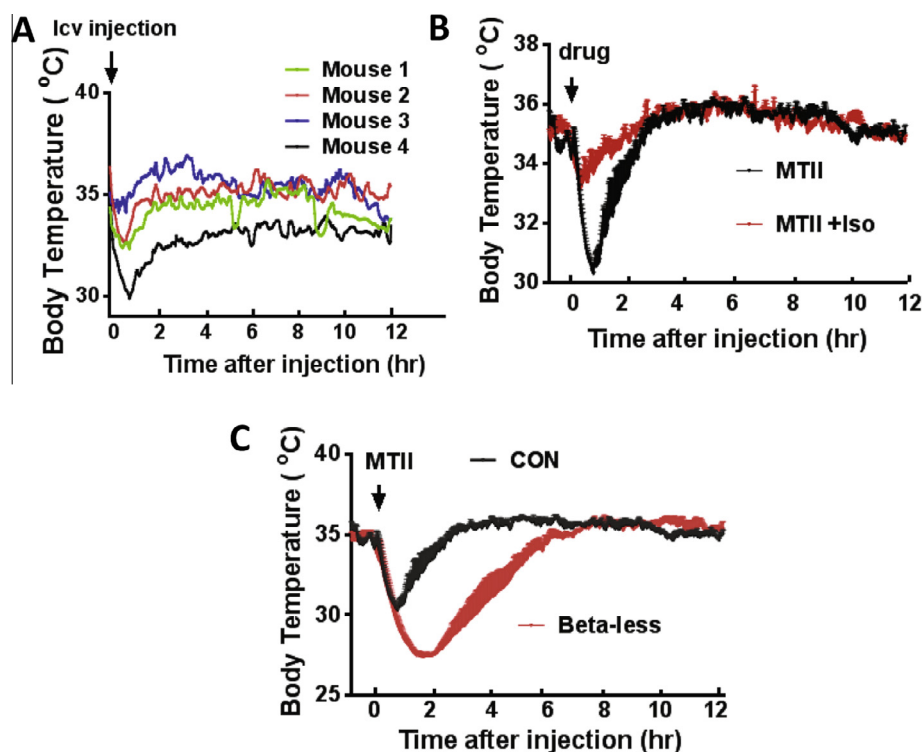 A
Icv injection
Body Temperature ( °C)
40
35
30
Mouse 1
Mouse 2
Mouse 3
Mouse 4
0 2 4 6 8 10 12
Time after injection (hr)
B
drug
Body Temperature ( °C)
38
36
34
32
30
MTII
MTII +Iso
0 2 4 6 8 10 12
Time after injection (hr)
C
MTII
CON
Body Temperature ( °C)
40
35
30
25
Beta-less
0 2 4 6 8 10 12
Time after injection (hr)